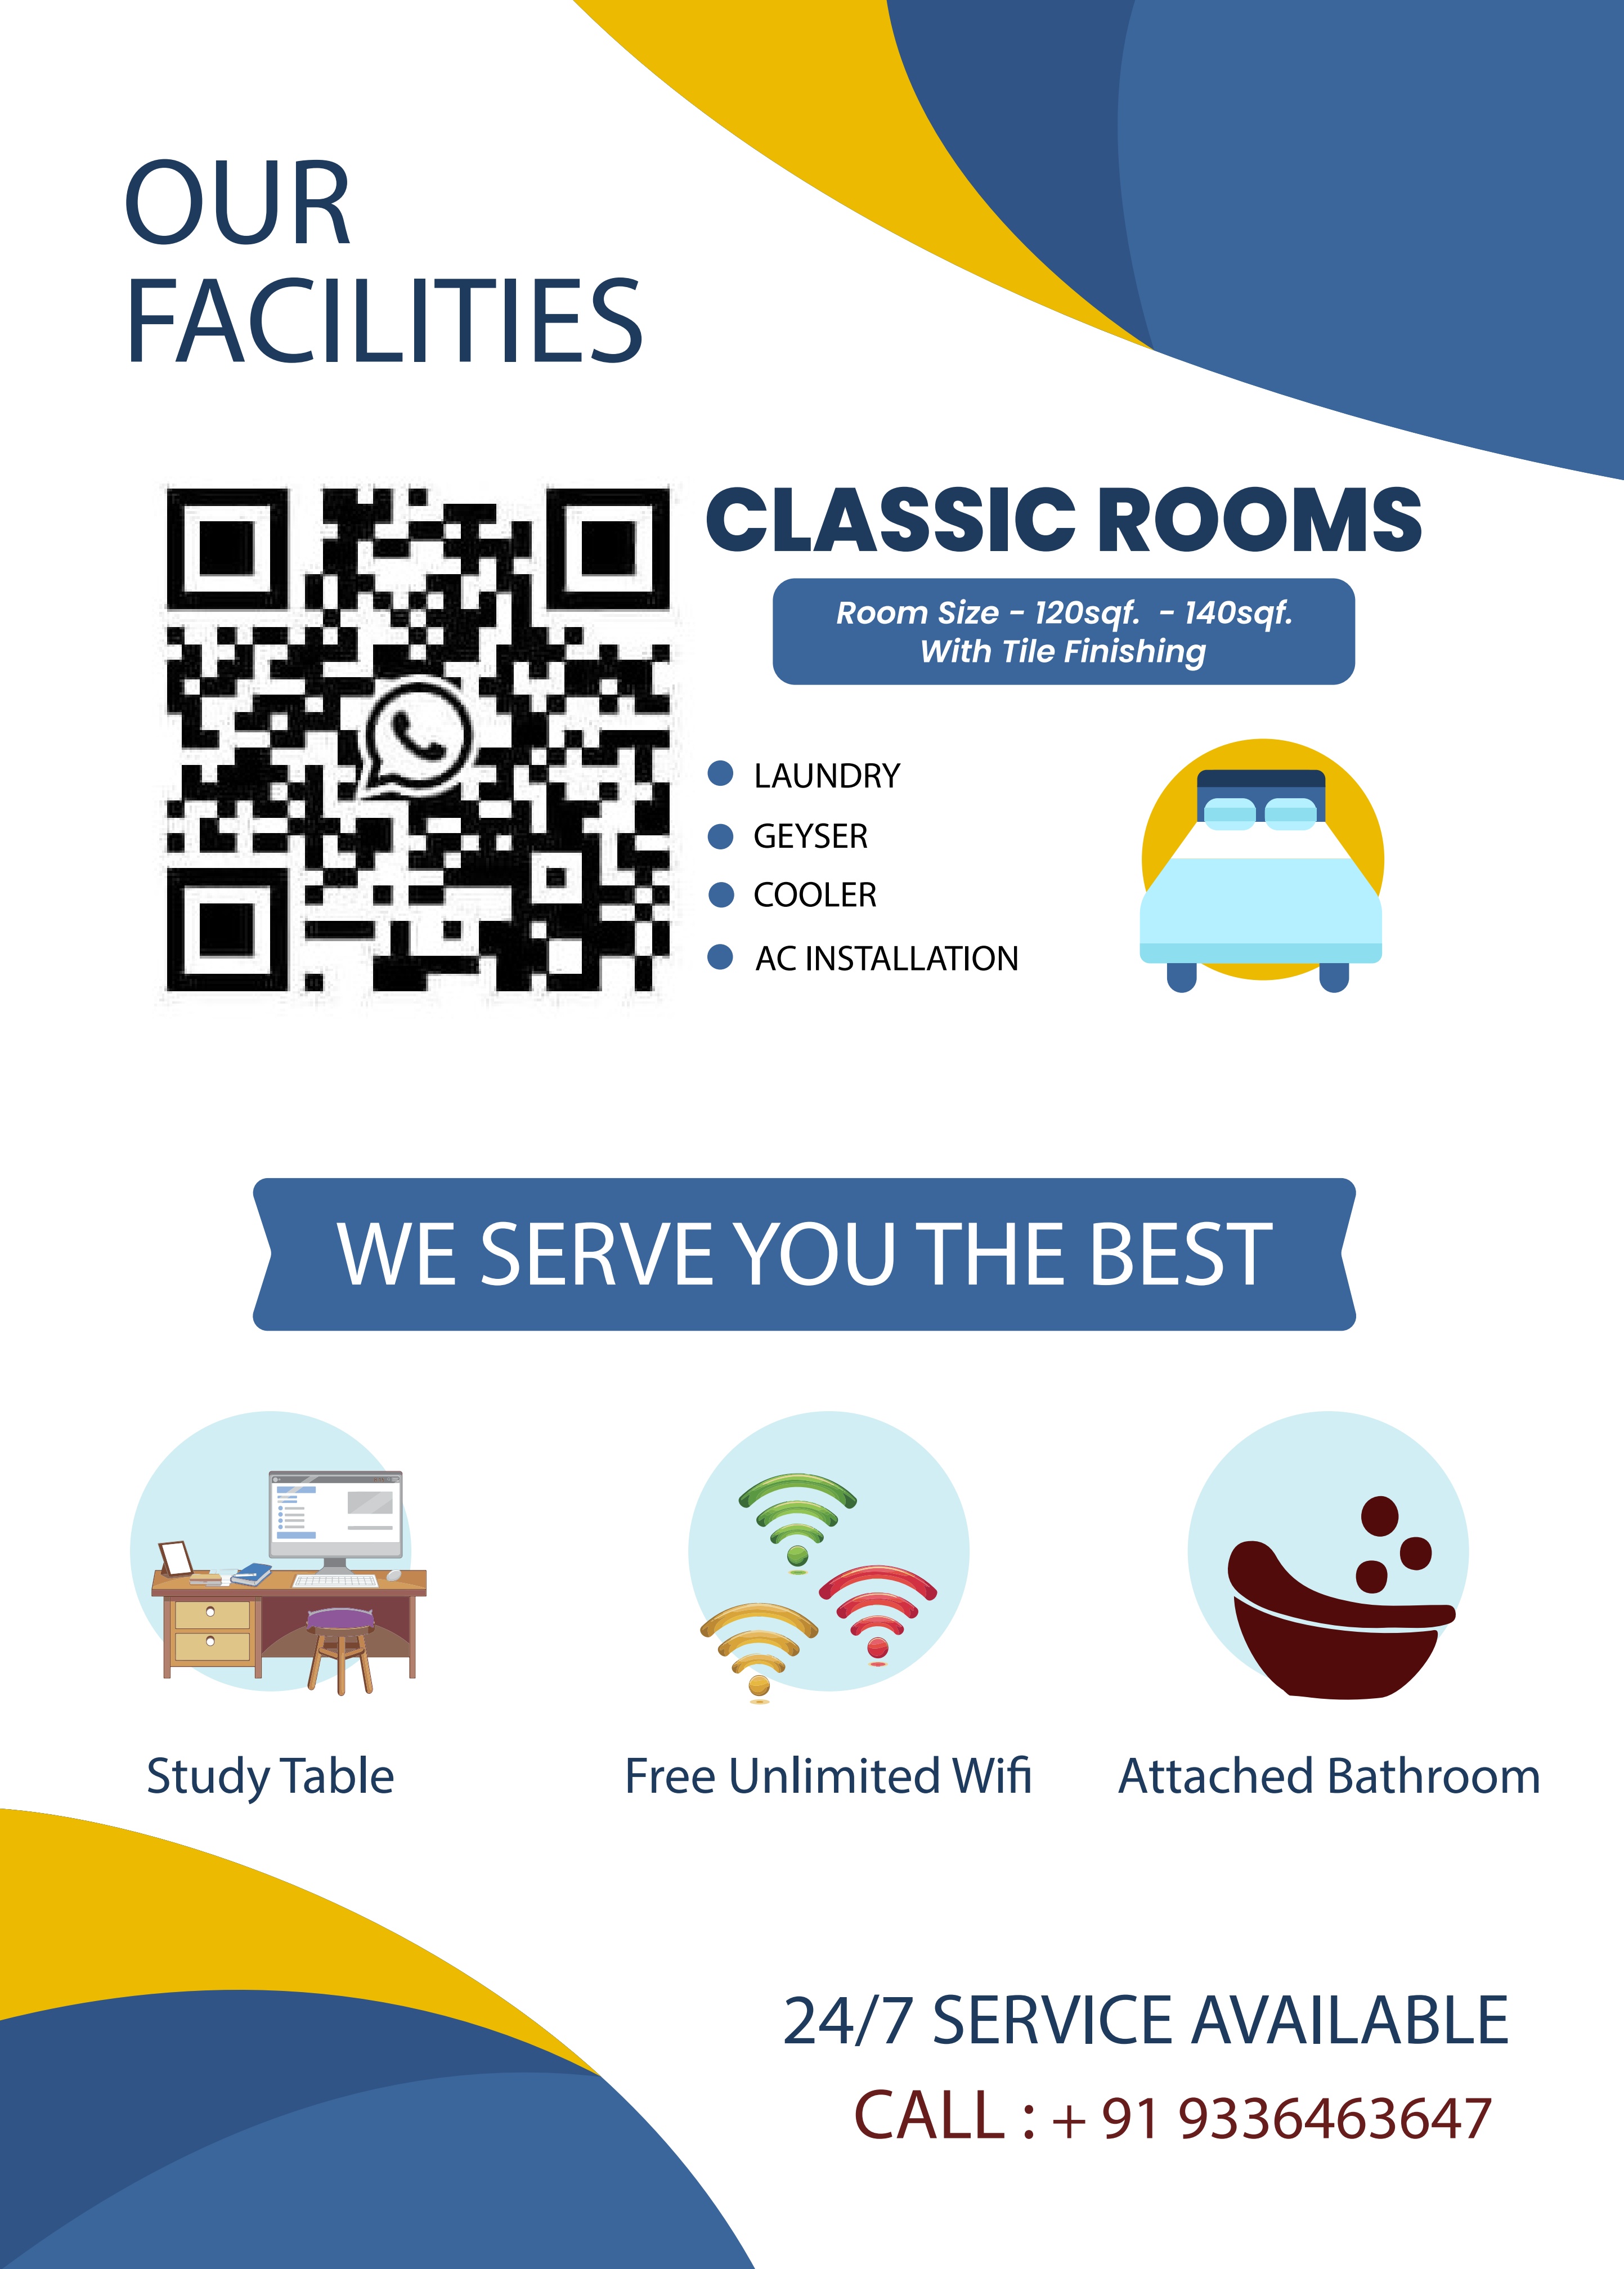 OUR
FACILITIES
CLASSIC ROOMS
Room Size - 120sqf. - 140sqf.
With Tile Finishing
LAUNDRY
GEYSER
COOLER
AC INSTALLATION
WE SERVE YOU THE BEST
Study Table
Free Unlimited Wifi
Attached Bathroom
24/7 SERVICE AVAILABLE
CALL : + 91 9336463647